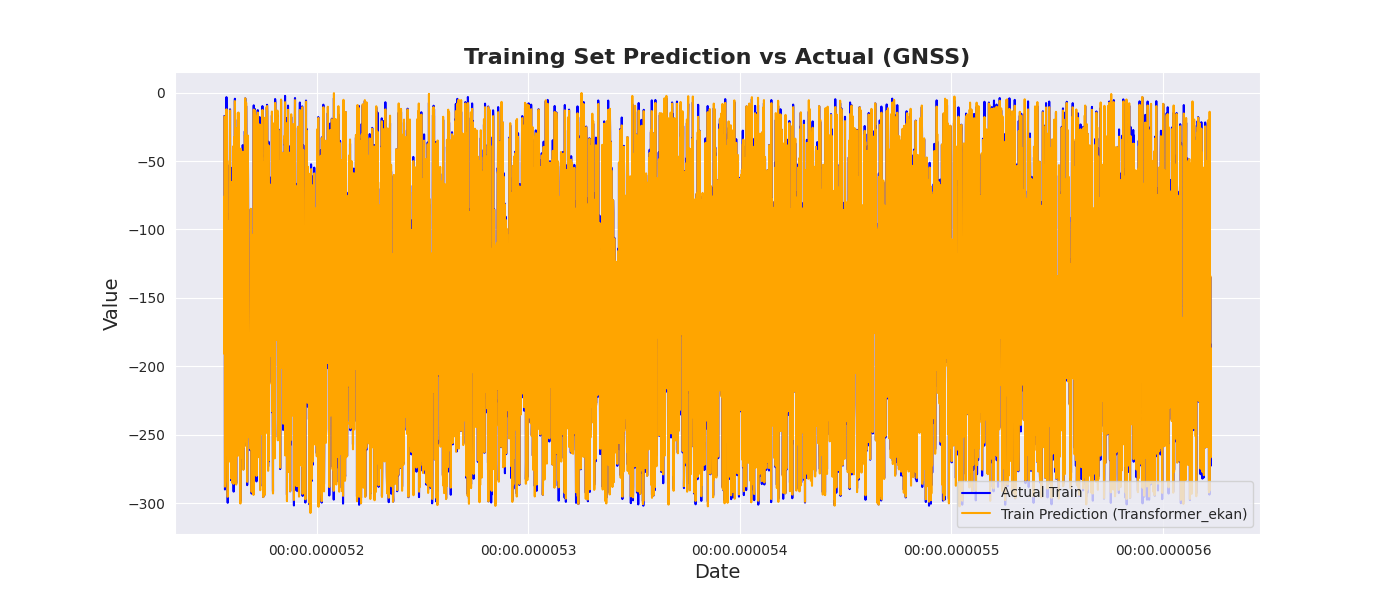 Training Set Prediction vs Actual (GNSS)
Value
0
−50
−100
−150
−200
−250
−300
Actual Train
Train Prediction (Transformer_ekan)
00:00.000052
00:00.000053
00:00.000054
00:00.000055
00:00.000056
Date